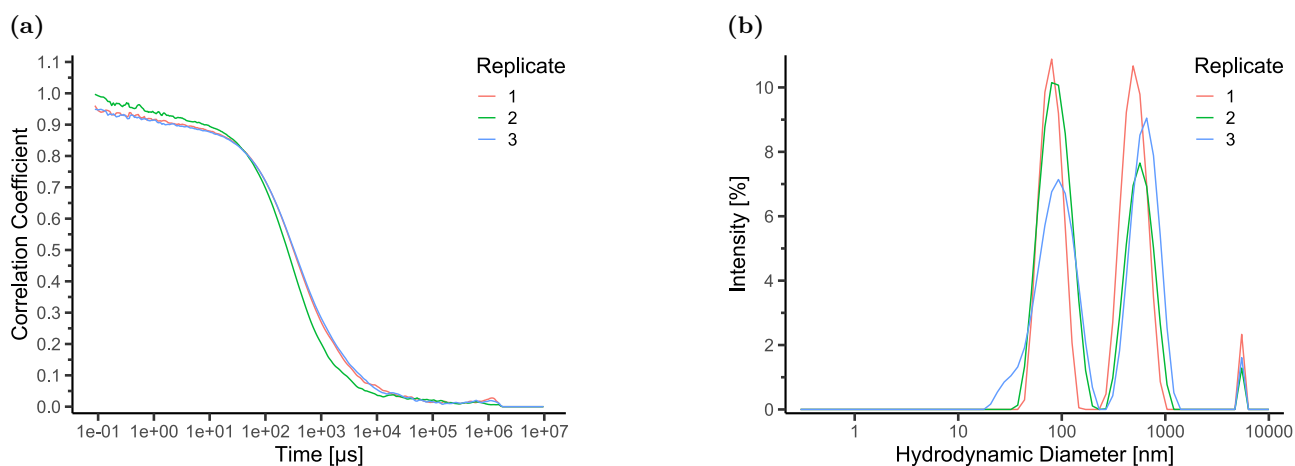 (a)
Correlation Coefficient
1.1
1.0
0.9
0.8
0.7
0.6
0.5
0.4
0.3
0.2
0.1
0.0
1e-01 1e+00 1e+01 1e+02 1e+03 1e+04 1e+05 1e+06 1e+07
Time [µs]
Replicate
1
2
3
(b)
Intensity [%]
10
8
6
4
2
0
1 10 100 1000 10000
Hydrodynamic Diameter [nm]
Replicate
1
2
3